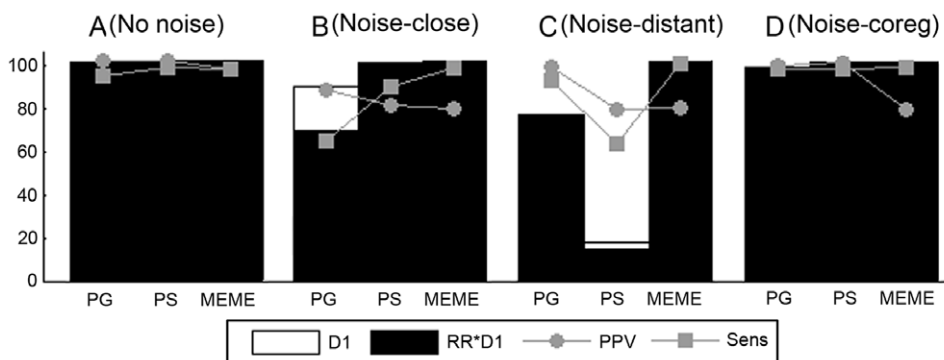 A (No noise) B (Noise-close) C (Noise-distant) D (Noise-coreg)
100
80
60
40
20
0
PG PS MEME PG PS MEME PG PS MEME PG PS MEME
D1 RR*D1 PPV Sens